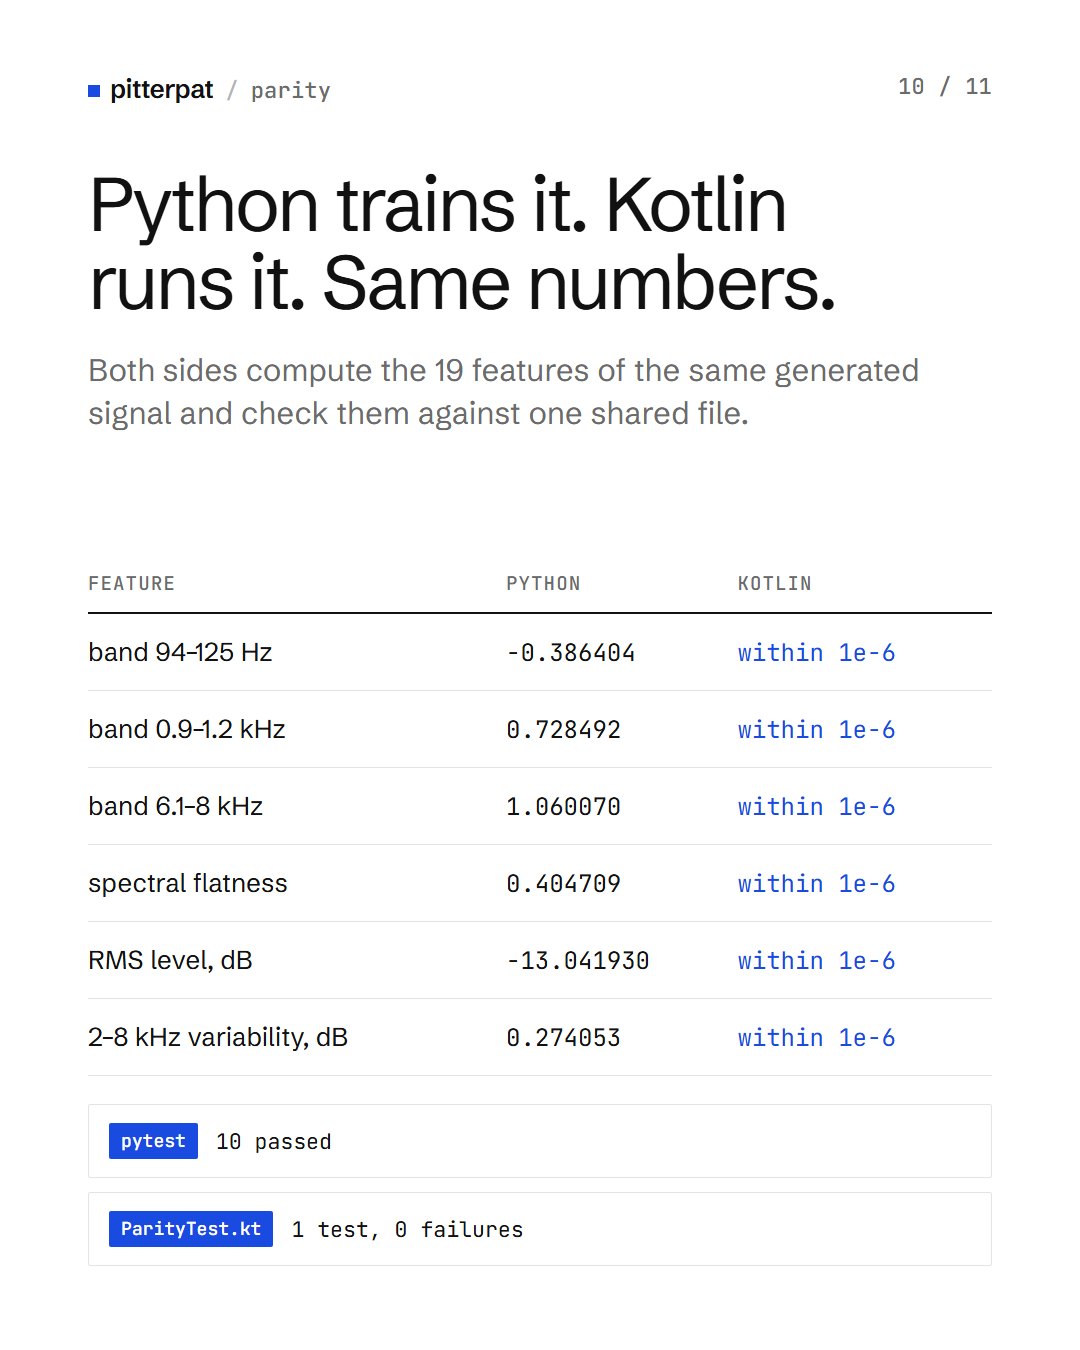 pitterpat / parity
10 / 11
Python trains it. Kotlin
runs it. Same numbers.
Both sides compute the 19 features of the same generated
signal and check them against one shared file.
FEATURE PYTHON KOTLIN
band 94–125 Hz -0.386404 within 1e-6
band 0.9–1.2 kHz 0.728492 within 1e-6
band 6.1–8 kHz 1.060070 within 1e-6
spectral flatness 0.404709 within 1e-6
RMS level, dB -13.041930 within 1e-6
2–8 kHz variability, dB 0.274053 within 1e-6
pytest 10 passed
ParityTest.kt 1 test, 0 failures